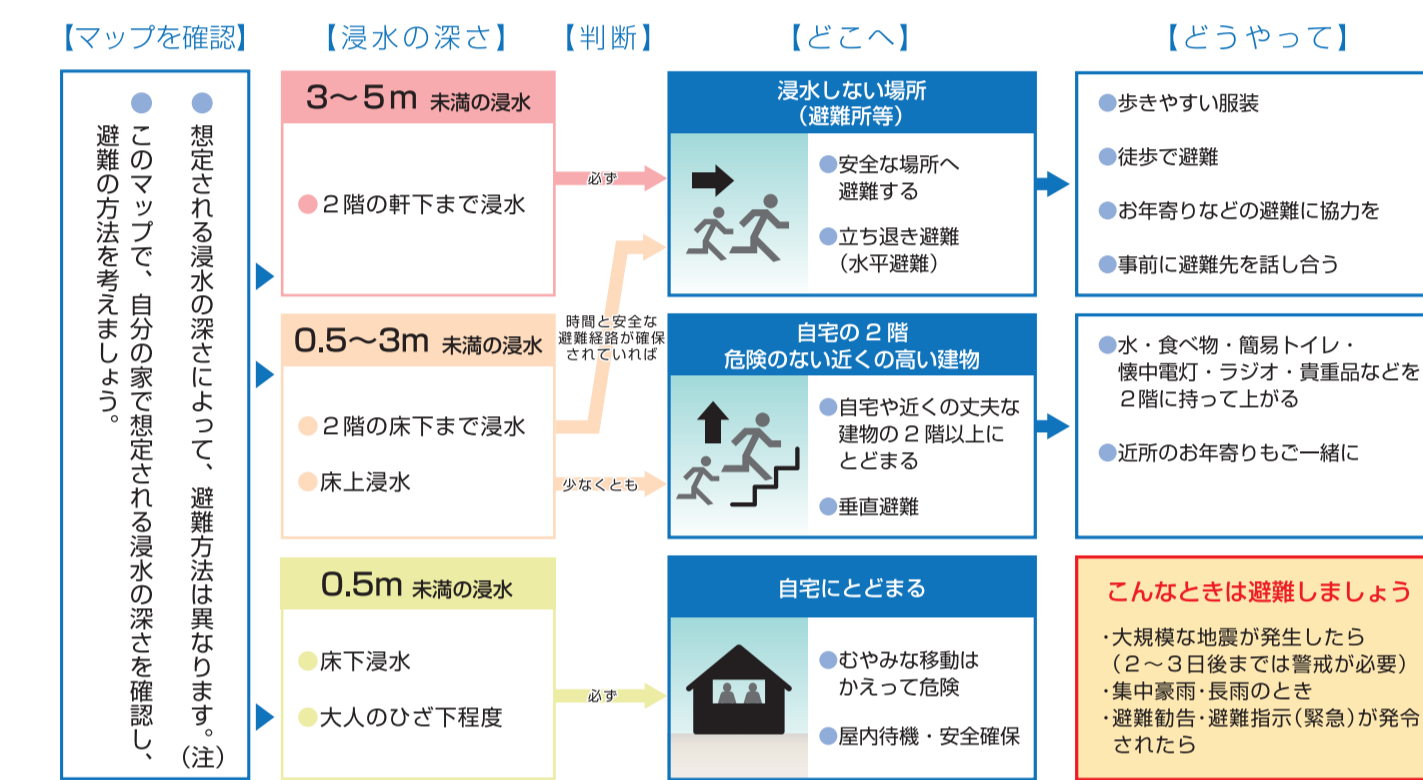 【マップを確認】
【浸水の深さ】
【判断】
【どこへ】
【どうやって】
●想定される浸水の深さによって、避難方法は異なります。(注)
●このマップで、自分の家で想定される浸水の深さを確認し、
避難の方法を考えましょう。
3〜5m 未満の浸水
●2階の軒下まで浸水
必ず
浸水しない場所
(避難所等)
●安全な場所へ
避難する
●立ち退き避難
(水平避難)
●歩きやすい服装
●徒歩で避難
●お年寄りなどの避難に協力を
●事前に避難先を話し合う
0.5〜3m 未満の浸水
●2階の床下まで浸水
●床上浸水
時間と安全な
避難経路が確保
されていれば
少なくとも
自宅の2階
危険のない近くの高い建物
●自宅や近くの丈夫な
建物の2階以上に
とどまる
●垂直避難
●水・食べ物・簡易トイレ・
懐中電灯・ラジオ・貴重品などを
2階に持って上がる
●近所のお年寄りもご一緒に
0.5m 未満の浸水
●床下浸水
●大人のひざ下程度
必ず
自宅にとどまる
●むやみな移動は
かえって危険
●屋内待機・安全確保
こんなときは避難しましょう
・大規模な地震が発生したら
(2〜3日後までは警戒が必要)
・集中豪雨・長雨のとき
・避難勧告・避難指示(緊急)が発令
されたら